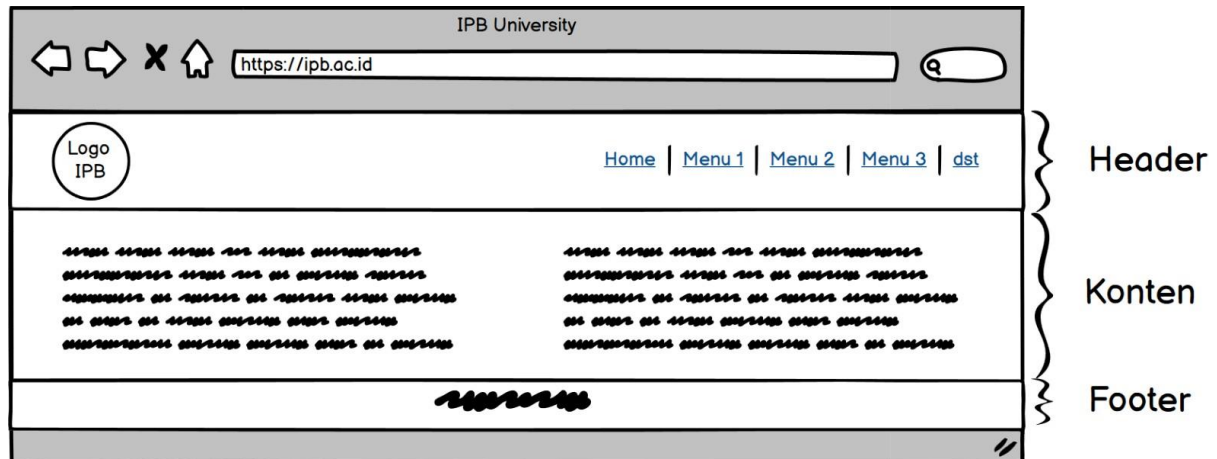 IPB University
https://ipb.ac.id
Logo
IPB
Home | Menu 1 | Menu 2 | Menu 3 | dst
Header
Konten
Footer